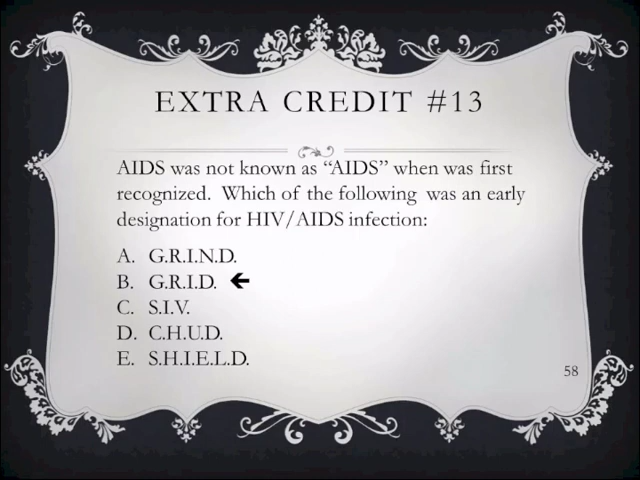 EXTRA CREDIT #13
AIDS was not known as “AIDS” when was first
recognized. Which of the following was an early
designation for HIV/AIDS infection:
A. G.R.I.N.D.
B. G.R.I.D. 🡸
C. S.I.V.
D. C.H.U.D.
E. S.H.I.E.L.D.
58